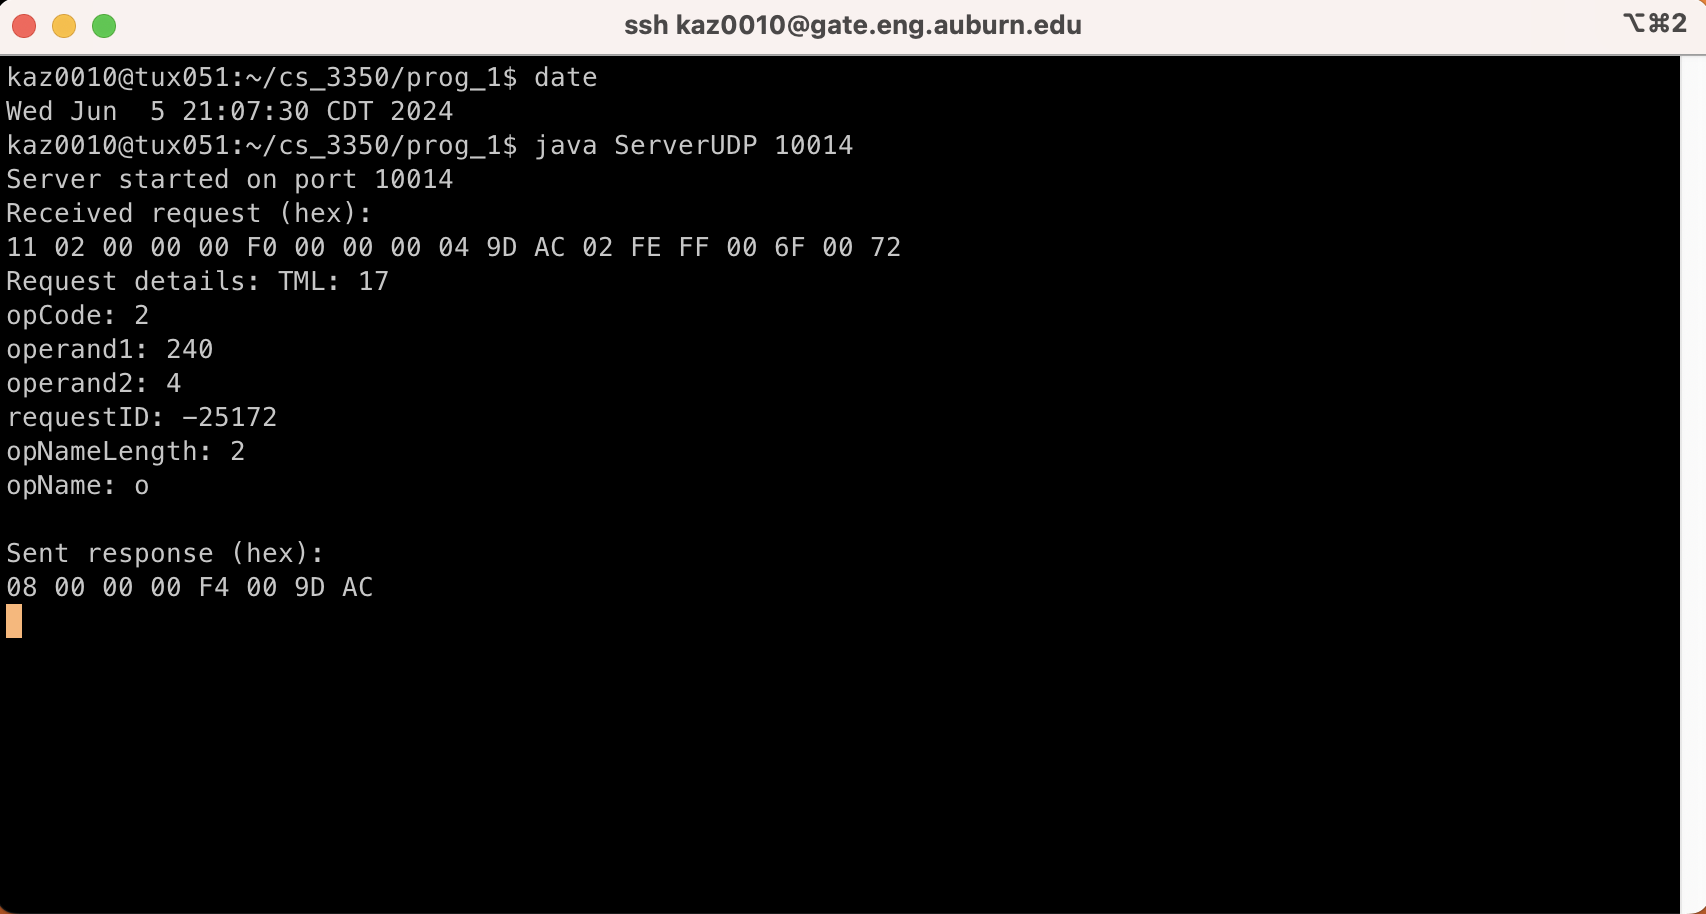 ssh kaz0010@gate.eng.auburn.edu
⌥⌘2
kaz0010@tux051:~/cs_3350/prog_1$ date
Wed Jun  5 21:07:30 CDT 2024
kaz0010@tux051:~/cs_3350/prog_1$ java ServerUDP 10014
Server started on port 10014
Received request (hex):
11 02 00 00 00 F0 00 00 00 04 9D AC 02 FE FF 00 6F 00 72
Request details: TML: 17
opCode: 2
operand1: 240
operand2: 4
requestID: -25172
opNameLength: 2
opName: o
Sent response (hex):
08 00 00 00 F4 00 9D AC